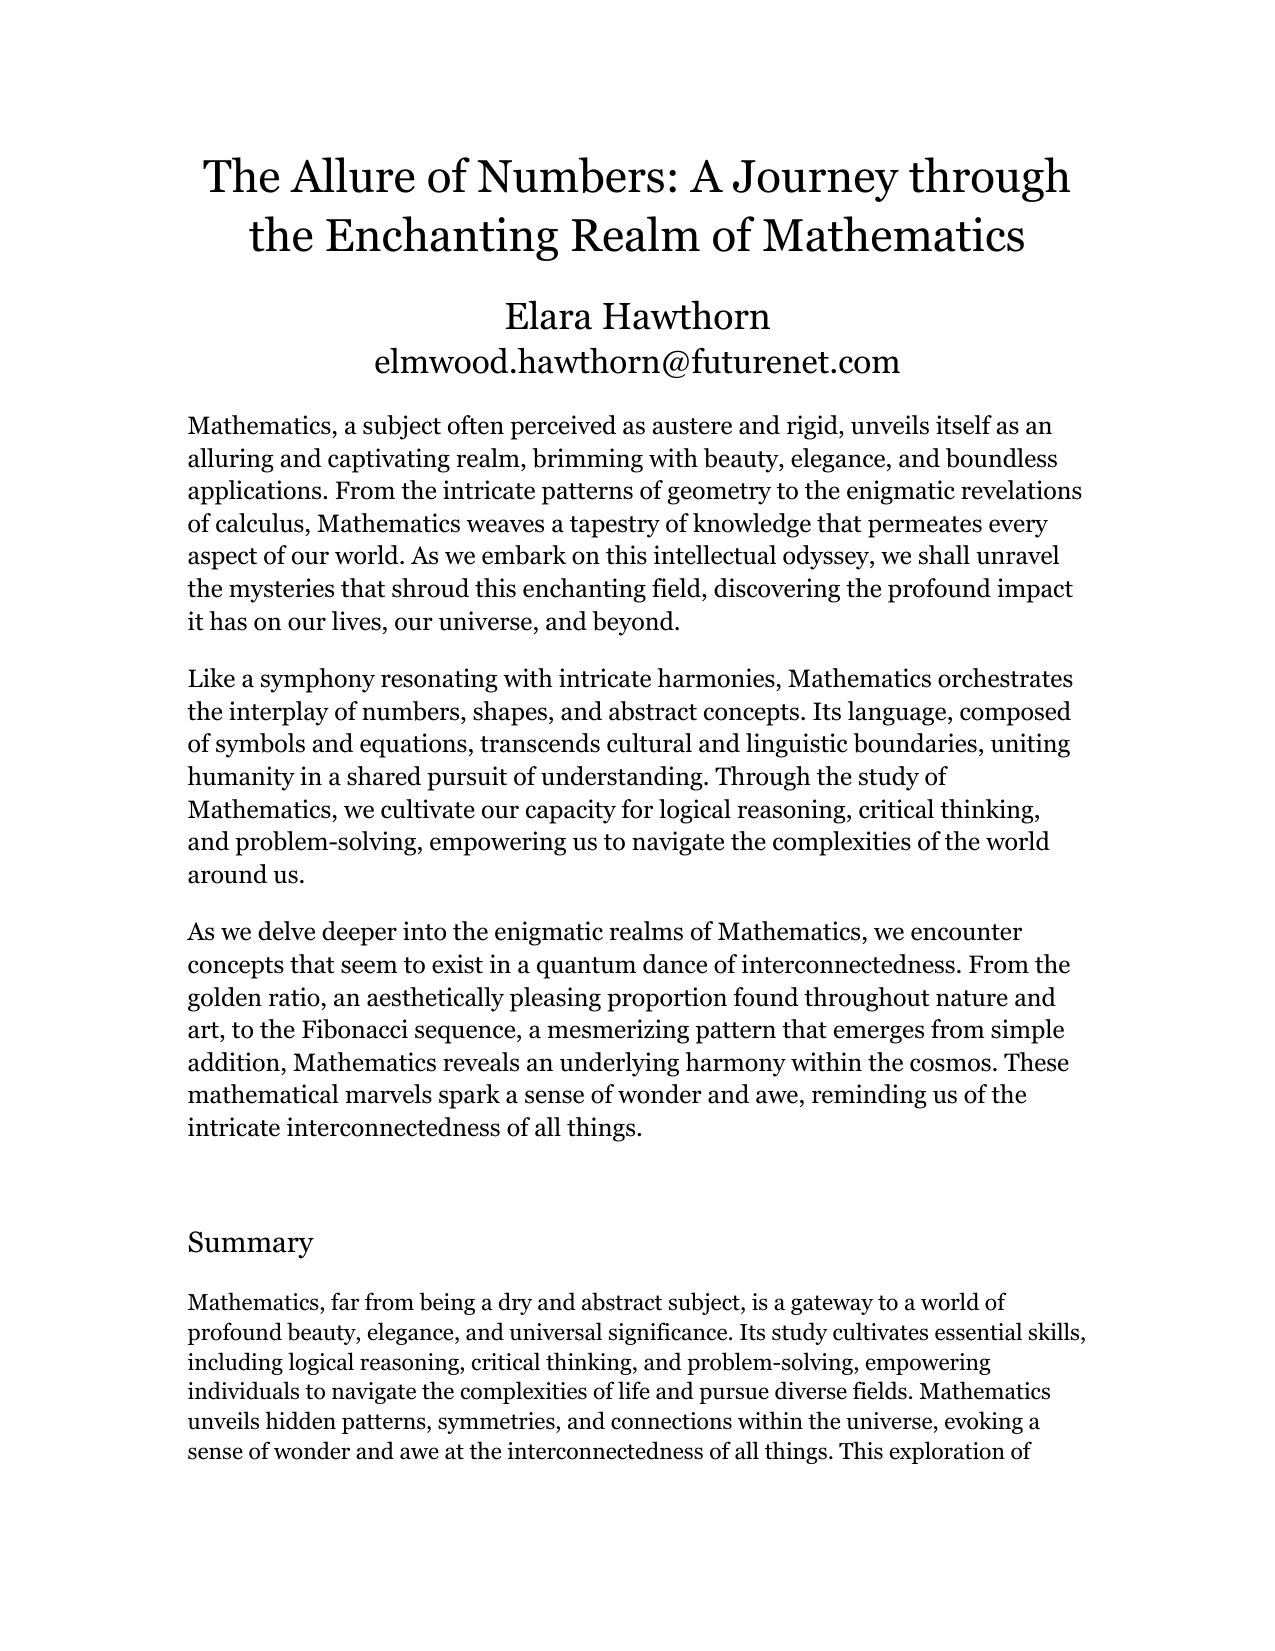 The Allure of Numbers: A Journey through
the Enchanting Realm of Mathematics
Elara Hawthorn
elmwood.hawthorn@futurenet.com
Mathematics, a subject often perceived as austere and rigid, unveils itself as an
alluring and captivating realm, brimming with beauty, elegance, and boundless
applications. From the intricate patterns of geometry to the enigmatic revelations
of calculus, Mathematics weaves a tapestry of knowledge that permeates every
aspect of our world. As we embark on this intellectual odyssey, we shall unravel
the mysteries that shroud this enchanting field, discovering the profound impact
it has on our lives, our universe, and beyond.
Like a symphony resonating with intricate harmonies, Mathematics orchestrates
the interplay of numbers, shapes, and abstract concepts. Its language, composed
of symbols and equations, transcends cultural and linguistic boundaries, uniting
humanity in a shared pursuit of understanding. Through the study of
Mathematics, we cultivate our capacity for logical reasoning, critical thinking,
and problem-solving, empowering us to navigate the complexities of the world
around us.
As we delve deeper into the enigmatic realms of Mathematics, we encounter
concepts that seem to exist in a quantum dance of interconnectedness. From the
golden ratio, an aesthetically pleasing proportion found throughout nature and
art, to the Fibonacci sequence, a mesmerizing pattern that emerges from simple
addition, Mathematics reveals an underlying harmony within the cosmos. These
mathematical marvels spark a sense of wonder and awe, reminding us of the
intricate interconnectedness of all things.
Summary
Mathematics, far from being a dry and abstract subject, is a gateway to a world of
profound beauty, elegance, and universal significance. Its study cultivates essential skills,
including logical reasoning, critical thinking, and problem-solving, empowering
individuals to navigate the complexities of life and pursue diverse fields. Mathematics
unveils hidden patterns, symmetries, and connections within the universe, evoking a
sense of wonder and awe at the interconnectedness of all things. This exploration of